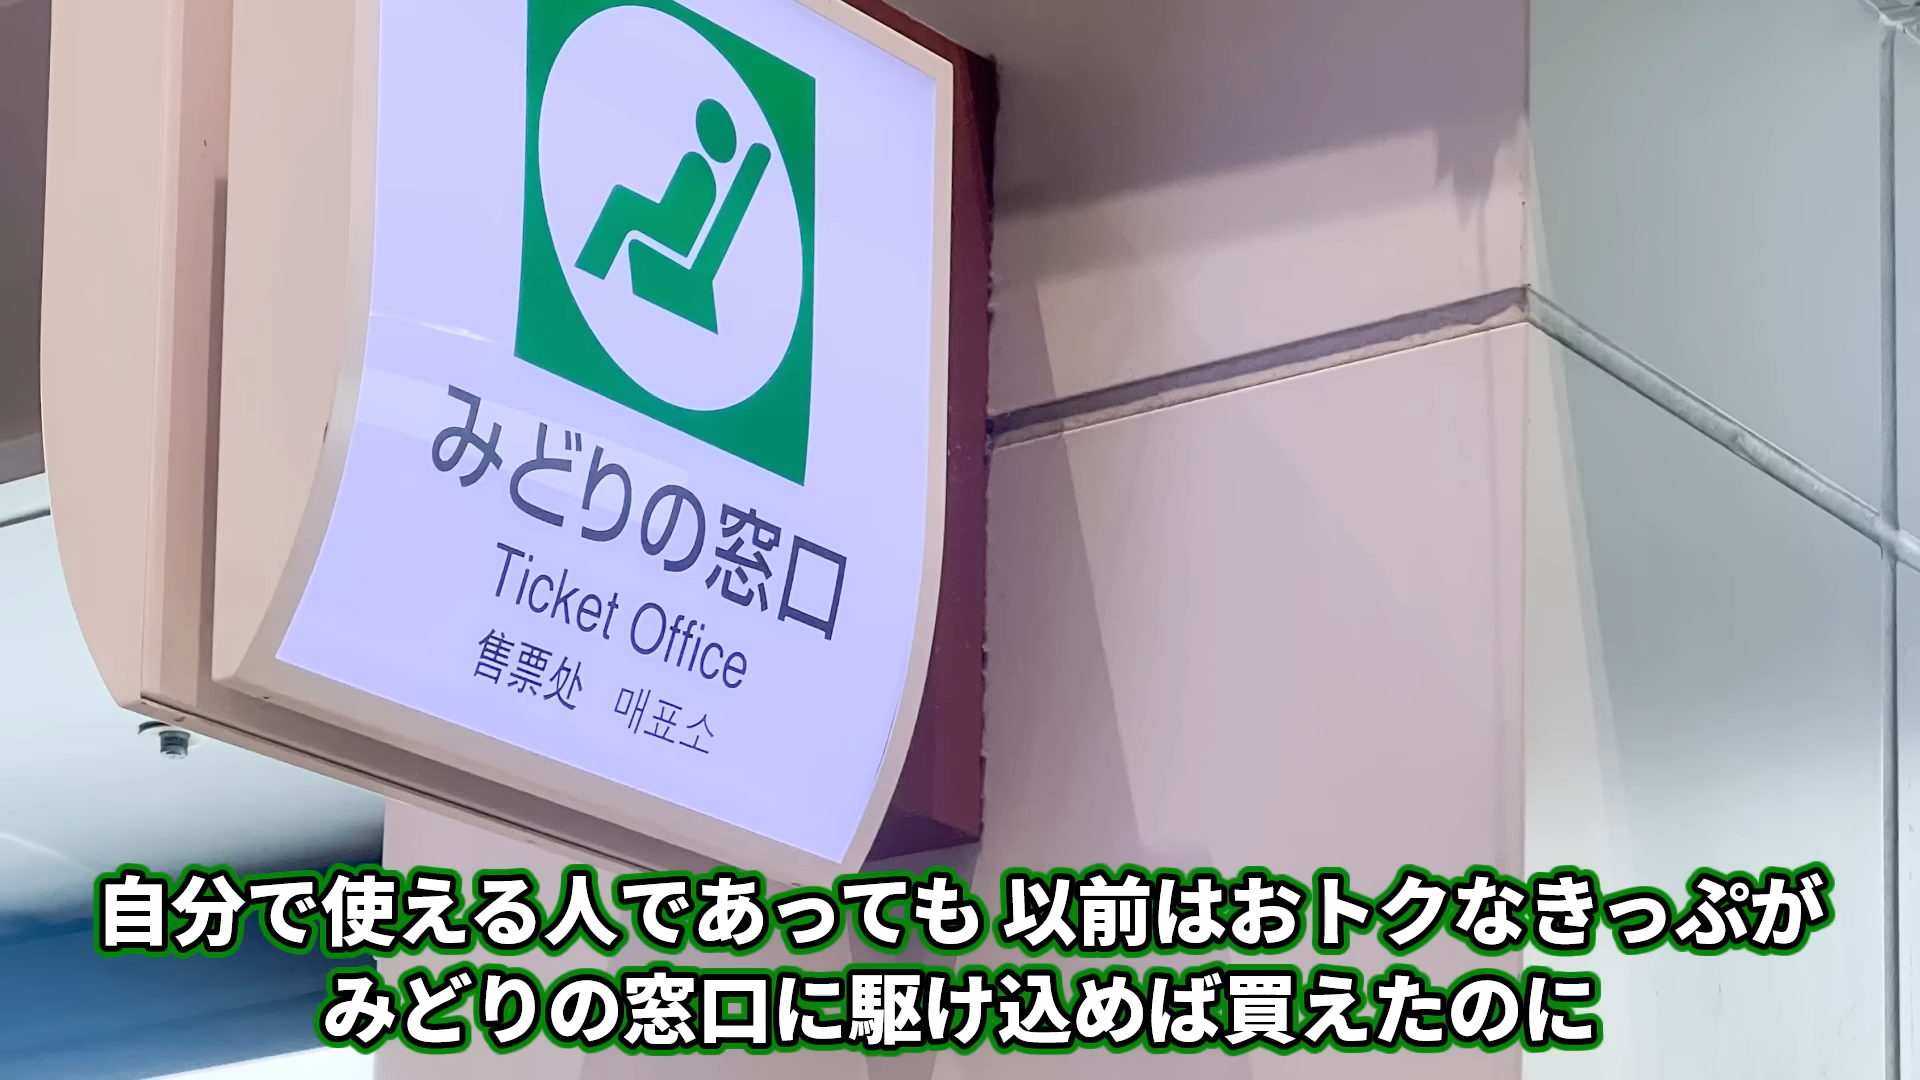 みどりの窓口
Ticket Office
售票处 매표소
自分で使える人であっても 以前はおトクなきっぷが
みどりの窓口に駆け込めば買えたのに